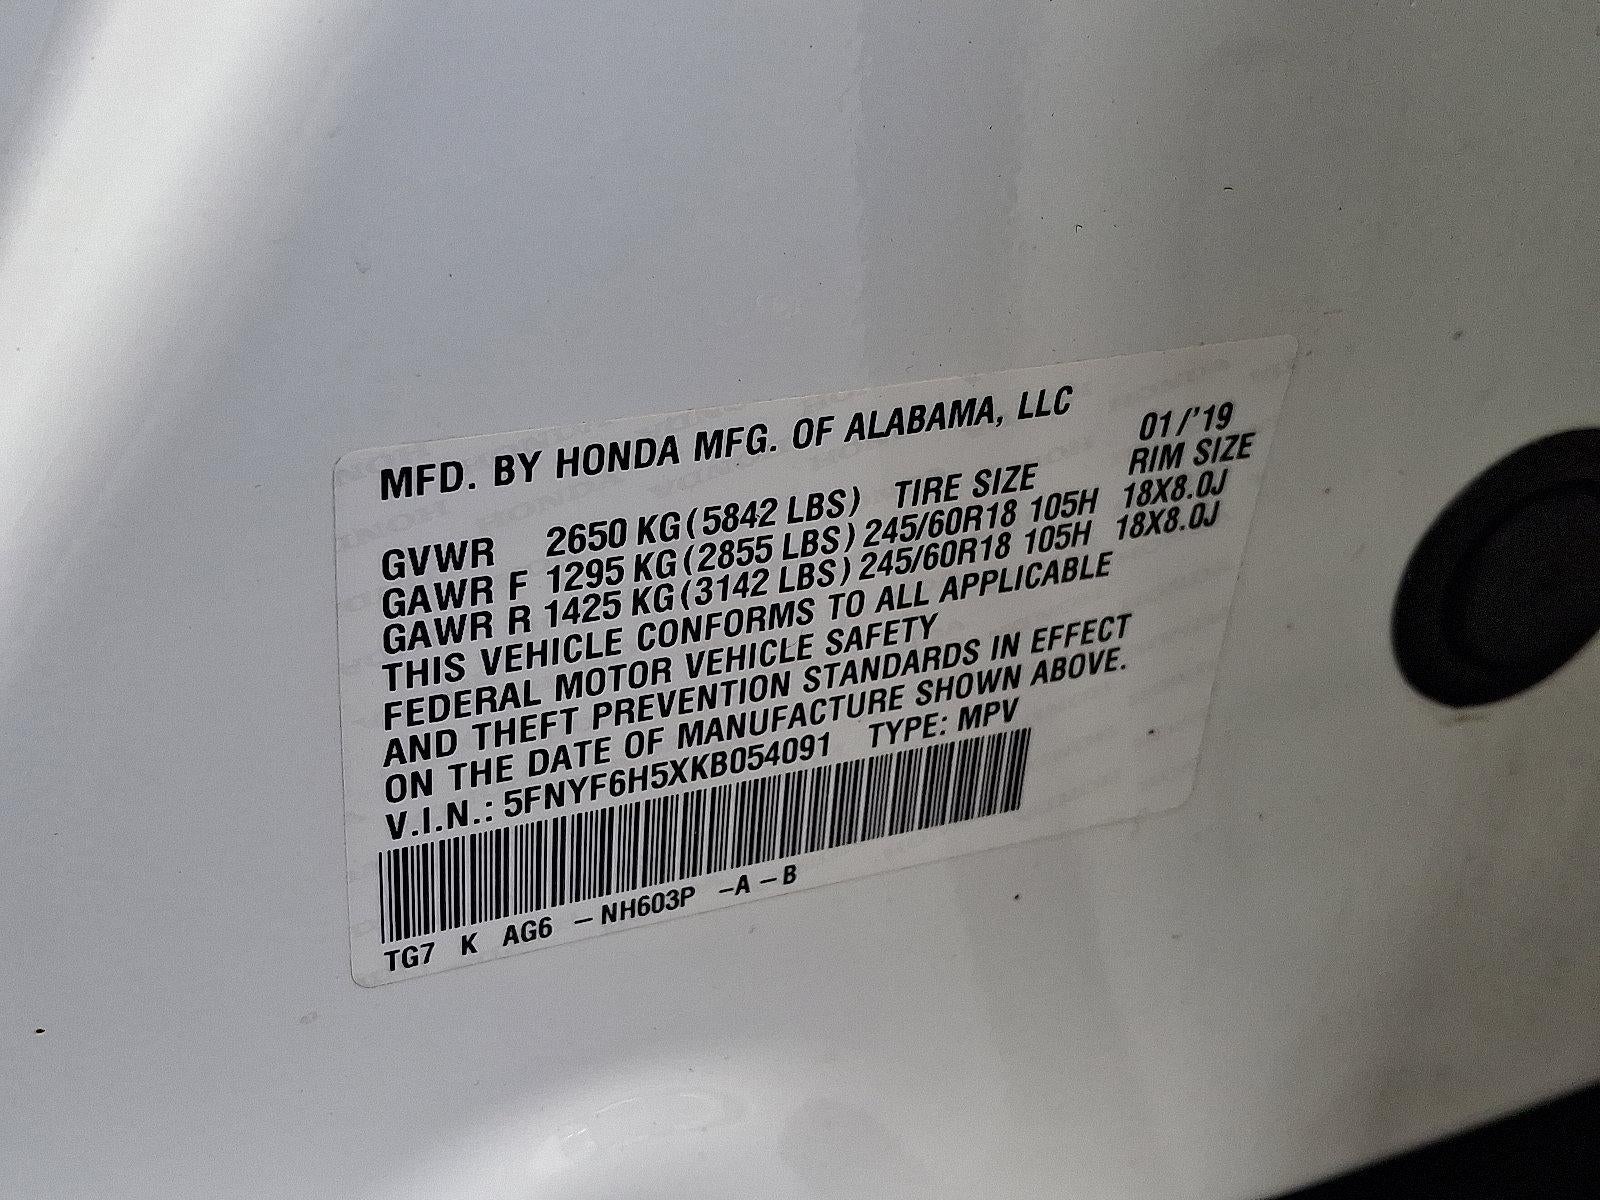 MFD. BY HONDA MFG. OF ALABAMA, LLC 01/'19
GVWR 2650 KG(5842 LBS) TIRE SIZE RIM SIZE
GAWR F 1295 KG(2855 LBS) 245/60R18 105H 18X8.0J
GAWR R 1425 KG(3142 LBS) 245/60R18 105H 18X8.0J
THIS VEHICLE CONFORMS TO ALL APPLICABLE
FEDERAL MOTOR VEHICLE SAFETY
AND THEFT PREVENTION STANDARDS IN EFFECT
ON THE DATE OF MANUFACTURE SHOWN ABOVE.
V.I.N.: 5FNYF6H5XKB054091 TYPE: MPV
TG7 K AG6 -NH603P -A-B